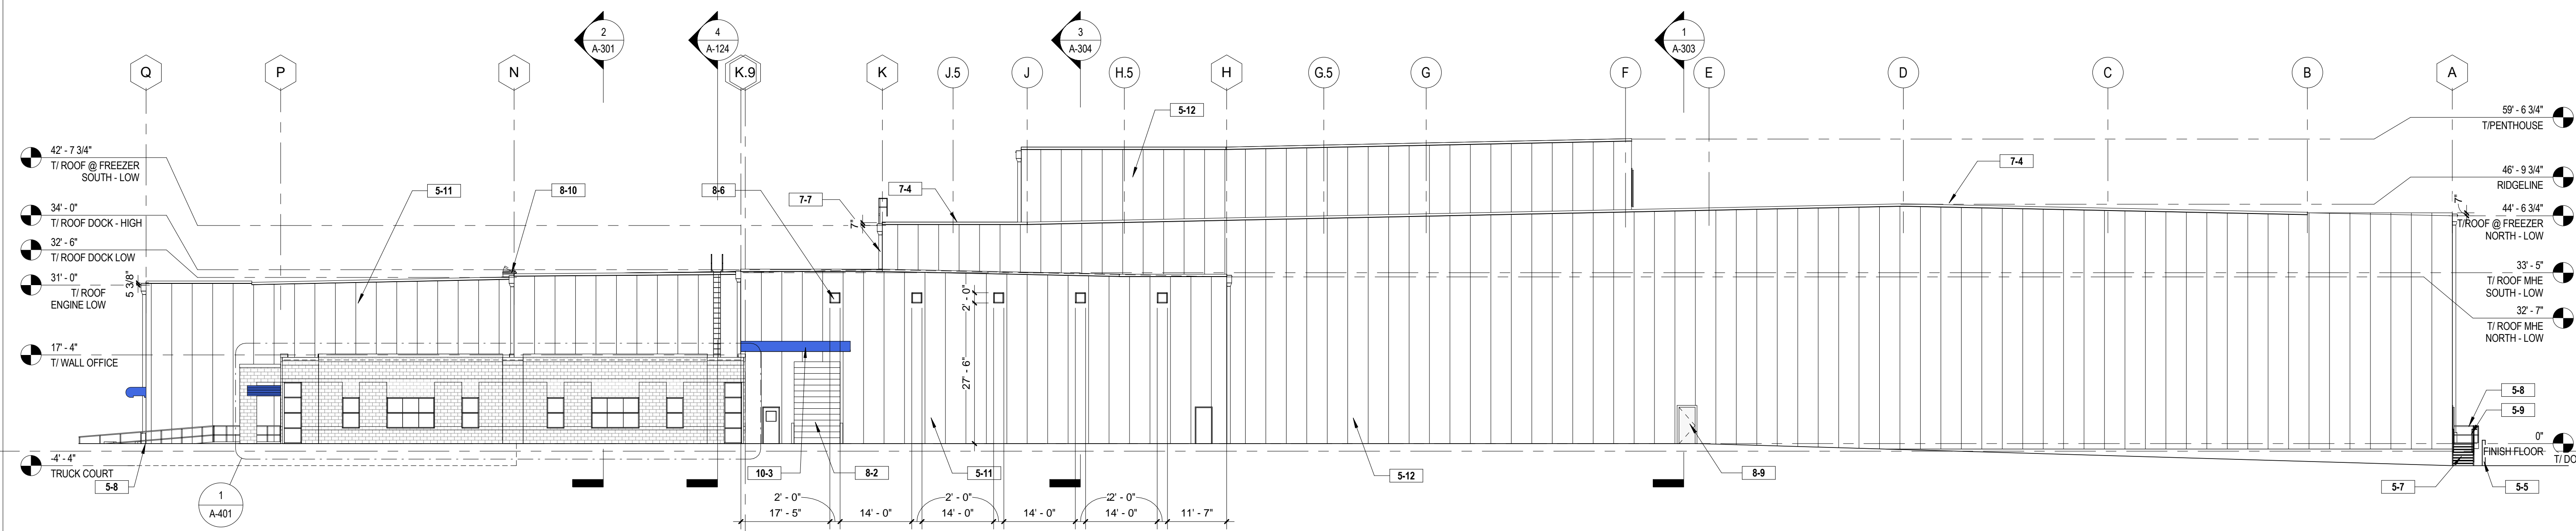 2
A-301
4
A-124
3
A-304
1
A-303
Q
P
N
K.9
K
J.5
J
H.5
H
G.5
G
F
E
D
C
B
A
5-12
59' - 6 3/4"
T/PENTHOUSE
42' - 7 3/4"
T/ ROOF @ FREEZER
SOUTH - LOW
7-4
46' - 9 3/4"
RIDGELINE
5-11
8-10
8-6
7-7
7-4
7"
7"
34' - 0"
T/ ROOF DOCK - HIGH
44' - 6 3/4"
T/ROOF @ FREEZER
NORTH - LOW
32' - 6"
T/ ROOF DOCK LOW
31' - 0"
T/ ROOF
ENGINE LOW
5 3/8"
33' - 5"
T/ ROOF MHE
SOUTH - LOW
2' - 0"
32' - 7"
T/ ROOF MHE
NORTH - LOW
17' - 4"
T/ WALL OFFICE
27' - 6"
5-8
5-9
0"
FINISH FLOOR
T/ DO
-4' - 4"
TRUCK COURT
5-8
10-3
8-2
5-11
5-12
8-9
5-7
5-5
1
A-401
2' - 0"
2' - 0"
2' - 0"
17' - 5"
14' - 0"
14' - 0"
14' - 0"
14' - 0"
11' - 7"